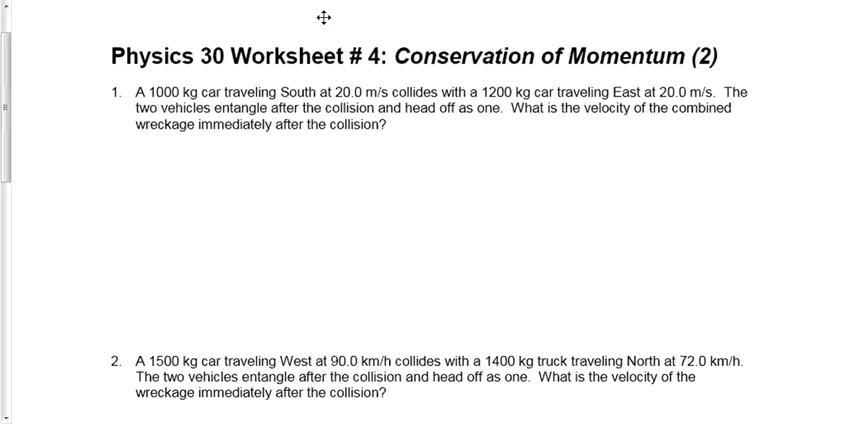 Physics 30 Worksheet # 4: Conservation of Momentum (2)
1. A 1000 kg car traveling South at 20.0 m/s collides with a 1200 kg car traveling East at 20.0 m/s. The
two vehicles entangle after the collision and head off as one. What is the velocity of the combined
wreckage immediately after the collision?
2. A 1500 kg car traveling West at 90.0 km/h collides with a 1400 kg truck traveling North at 72.0 km/h.
The two vehicles entangle after the collision and head off as one. What is the velocity of the
wreckage immediately after the collision?